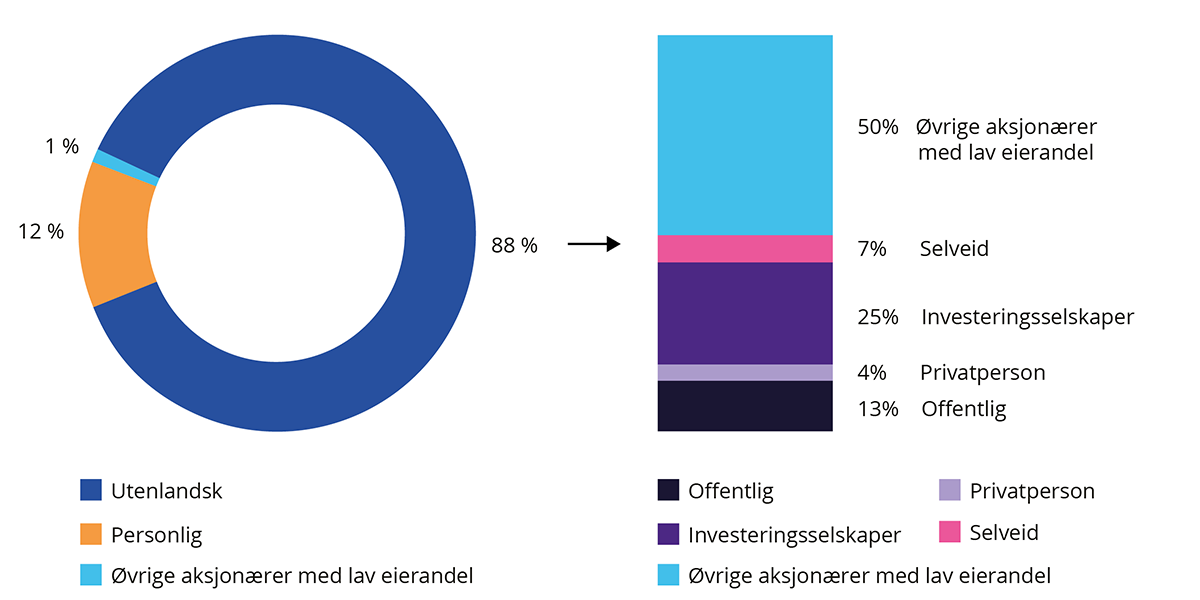 1 %
12 %
88 %
50% Øvrige aksjonærer
med lav eierandel
7% Selveid
25% Investeringsselskaper
4% Privatperson
13% Offentlig
Utenlandsk
Personlig
Øvrige aksjonærer med lav eierandel
Offentlig
Investeringsselskaper
Øvrige aksjonærer med lav eierandel
Privatperson
Selveid